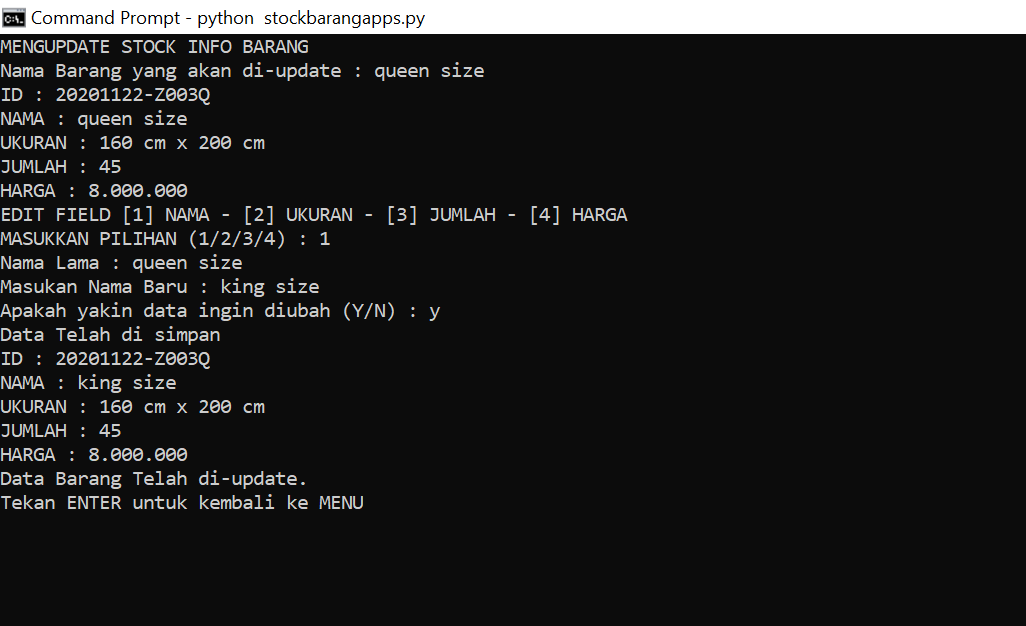 Command Prompt - python  stockbarangapps.py
MENGUPDATE STOCK INFO BARANG
Nama Barang yang akan di-update : queen size
ID : 20201122-Z003Q
NAMA : queen size
UKURAN : 160 cm x 200 cm
JUMLAH : 45
HARGA : 8.000.000
EDIT FIELD [1] NAMA - [2] UKURAN - [3] JUMLAH - [4] HARGA
MASUKKAN PILIHAN (1/2/3/4) : 1
Nama Lama : queen size
Masukan Nama Baru : king size
Apakah yakin data ingin diubah (Y/N) : y
Data Telah di simpan
ID : 20201122-Z003Q
NAMA : king size
UKURAN : 160 cm x 200 cm
JUMLAH : 45
HARGA : 8.000.000
Data Barang Telah di-update.
Tekan ENTER untuk kembali ke MENU